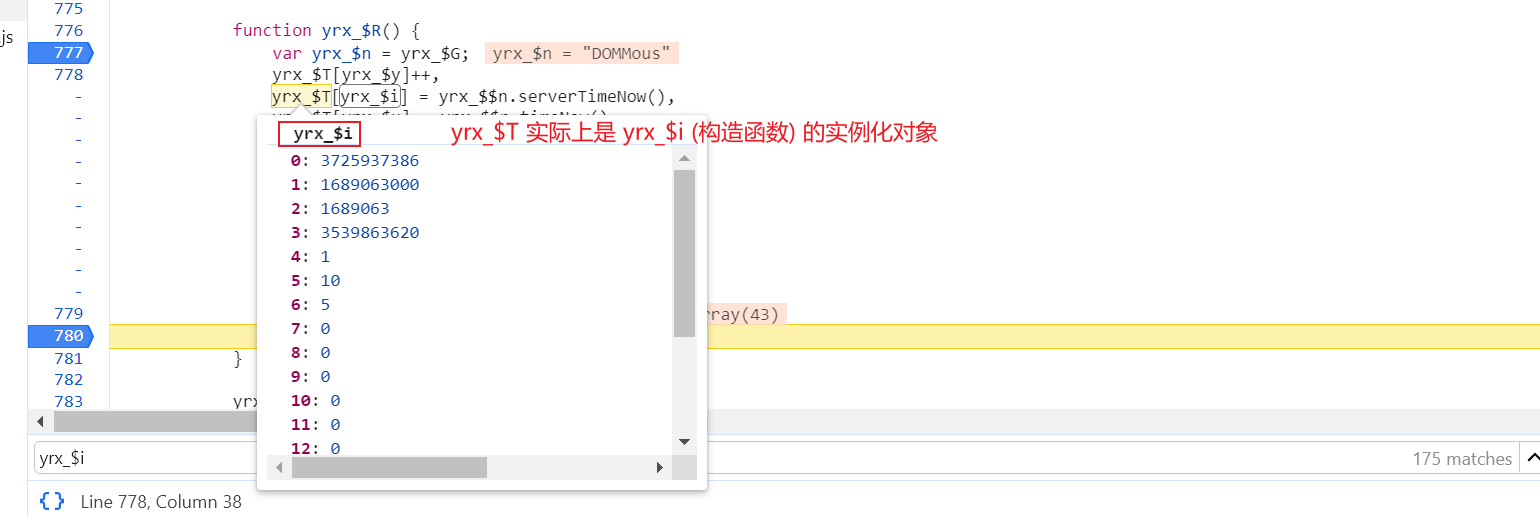 775
js
776 function yrx_$R() {
777 var yrx_$n = yrx_$G; yrx_$n = "DOMMous"
778 yrx_$T[yrx_$y]++,
- yrx_$T[yrx_$i] = yrx_$$n.serverTimeNow(),
-
yrx_$i yrx_$T 实际上是 yrx_$i (构造函数) 的实例化对象
-
0: 3725937386
-
1: 1689063000
-
2: 1689063
-
3: 3539863620
-
4: 1
-
5: 10
-
6: 5
779 rray(43)
7: 0
780
8: 0
781 }
9: 0
782
10: 0
783 yrx
11: 0
12: 0
yrx_$i 175 matches
{} Line 778, Column 38